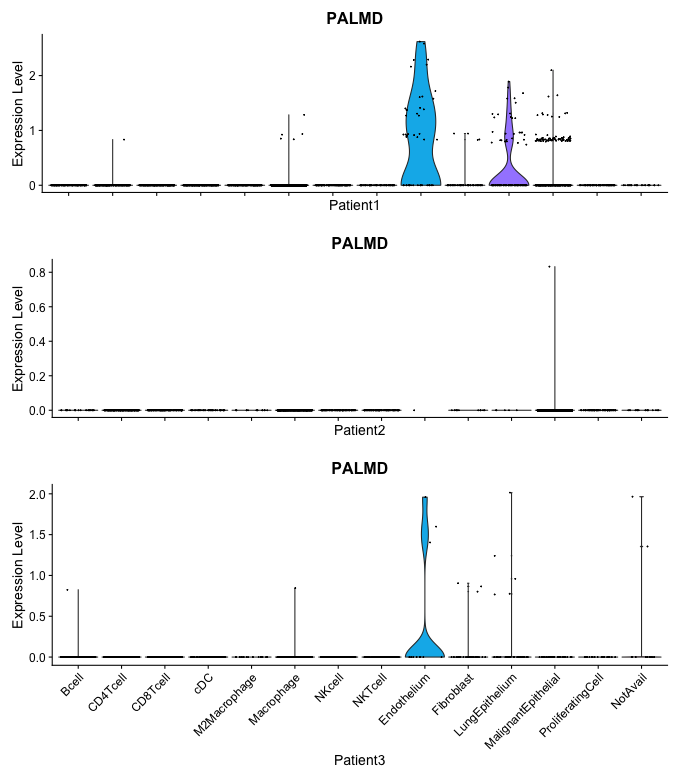 PALMD
Expression Level
2
1
0
Patient1
PALMD
Expression Level
0.8
0.6
0.4
0.2
0.0
Patient2
PALMD
Expression Level
2.0
1.5
1.0
0.5
0.0
Bcell
CD4Tcell
CD8Tcell
cDC
M2Macrophage
Macrophage
NKcell
NKTcell
Endothelium
Fibroblast
LungEpithelium
MalignantEpithelial
ProliferatingCell
NotAvail
Patient3